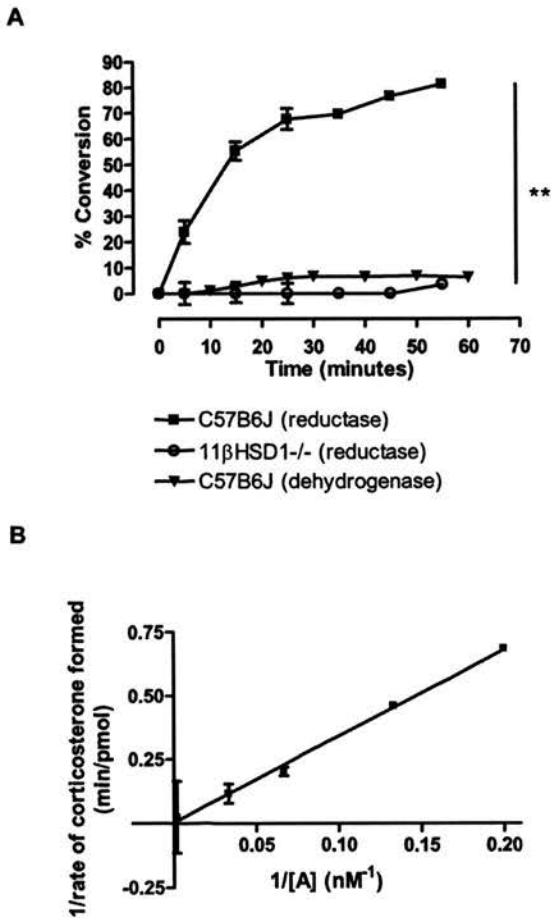 A
% Conversion
90
80
70
60
50
40
30
20
10
0
**
0 10 20 30 40 50 60 70
Time (minutes)
C57B6J (reductase)
11βHSD1-/- (reductase)
C57B6J (dehydrogenase)
B
1/rate of corticosterone formed
(min/pmol)
0.75
0.50
0.25
-0.25
0.05 0.10 0.15 0.20
1/[A] (nM⁻¹)